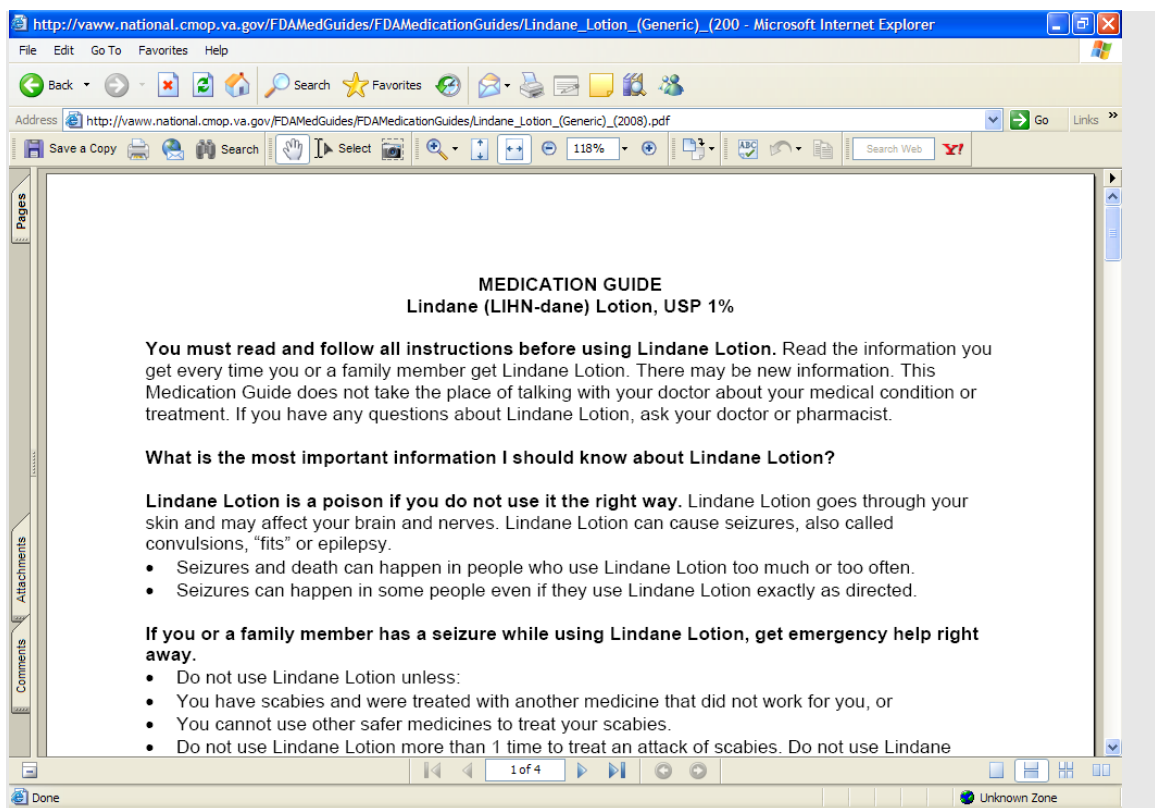 http://vaww.national.cmop.va.gov/FDAMedGuides/FDAMedicationGuides/Lindane_Lotion_(Generic)_(200 - Microsoft Internet Explorer
File Edit Go To Favorites Help
Back Search Favorites
Address http://vaww.national.cmop.va.gov/FDAMedGuides/FDAMedicationGuides/Lindane_Lotion_(Generic)_(2008).pdf Go Links »
Save a Copy Search Select 118% ABC Search Web Y!
Pages
Attachments
Comments
MEDICATION GUIDE
Lindane (LIHN-dane) Lotion, USP 1%
You must read and follow all instructions before using Lindane Lotion. Read the information you
get every time you or a family member get Lindane Lotion. There may be new information. This
Medication Guide does not take the place of talking with your doctor about your medical condition or
treatment. If you have any questions about Lindane Lotion, ask your doctor or pharmacist.
What is the most important information I should know about Lindane Lotion?
Lindane Lotion is a poison if you do not use it the right way. Lindane Lotion goes through your
skin and may affect your brain and nerves. Lindane Lotion can cause seizures, also called
convulsions, “fits” or epilepsy.
• Seizures and death can happen in people who use Lindane Lotion too much or too often.
• Seizures can happen in some people even if they use Lindane Lotion exactly as directed.
If you or a family member has a seizure while using Lindane Lotion, get emergency help right
away.
• Do not use Lindane Lotion unless:
• You have scabies and were treated with another medicine that did not work for you, or
• You cannot use other safer medicines to treat your scabies.
• Do not use Lindane Lotion more than 1 time to treat an attack of scabies. Do not use Lindane
1 of 4
Done Unknown Zone